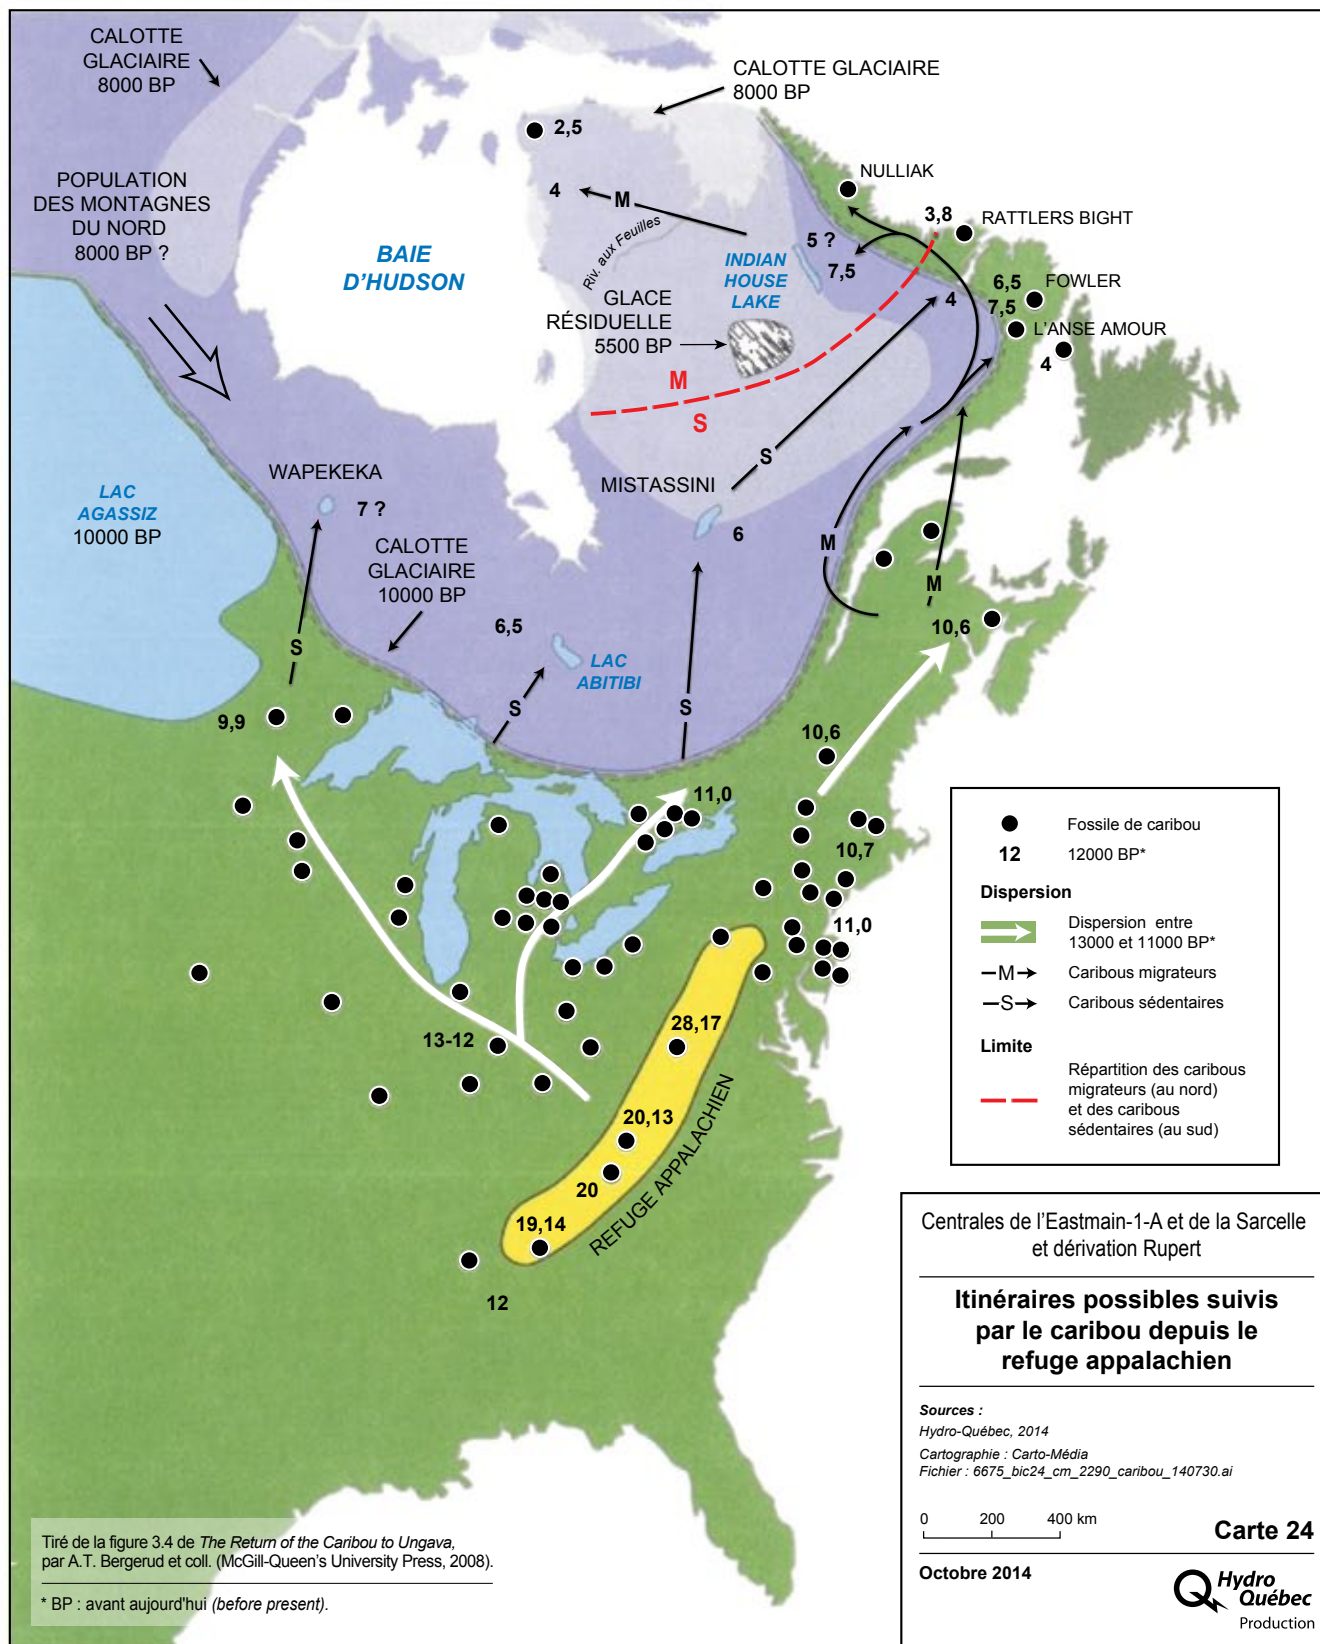 CALOTTE
GLACIAIRE
8000 BP
CALOTTE GLACIAIRE
8000 BP
2,5
POPULATION
DES MONTAGNES
DU NORD
8000 BP ?
4
M
NULLIAK
3,8
RATTLERS BIGHT
BAIE
D'HUDSON
Riv. aux Feuilles
5 ?
7,5
INDIAN
HOUSE
LAKE
6,5
FOWLER
7,5
L'ANSE AMOUR
4
4
GLACE
RÉSIDUELLE
5500 BP
M
S
S
WAPEKEKA
7 ?
MISTASSINI
6
LAC
AGASSIZ
10000 BP
CALOTTE
GLACIAIRE
10000 BP
M
M
6,5
LAC
ABITIBI
10,6
S
S
S
9,9
10,6
11,0
10,7
11,0
13-12
28,17
20,13
20
19,14
REFUGE APPALACHIEN
12
Fossile de caribou
12
12000 BP*
Dispersion
Dispersion entre
13000 et 11000 BP*
M
Caribous migrateurs
S
Caribous sédentaires
Limite
Répartition des caribous
migrateurs (au nord)
et des caribous
sédentaires (au sud)
Centrales de l'Eastmain-1-A et de la Sarcelle
et dérivation Rupert
Itinéraires possibles suivis
par le caribou depuis le
refuge appalachien
Sources :
Hydro-Québec, 2014
Cartographie : Carto-Média
Fichier : 6675_bic24_cm_2290_caribou_140730.ai
0 200 400 km
Carte 24
Octobre 2014
Hydro
Québec
Production
Tiré de la figure 3.4 de The Return of the Caribou to Ungava,
par A.T. Bergerud et coll. (McGill-Queen's University Press, 2008).
* BP : avant aujourd'hui (before present).